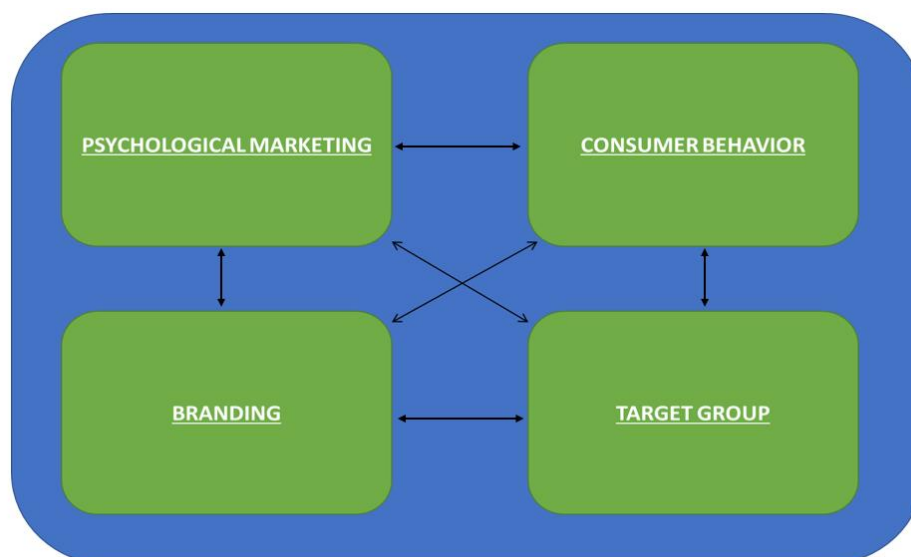 PSYCHOLOGICAL MARKETING
CONSUMER BEHAVIOR
BRANDING
TARGET GROUP